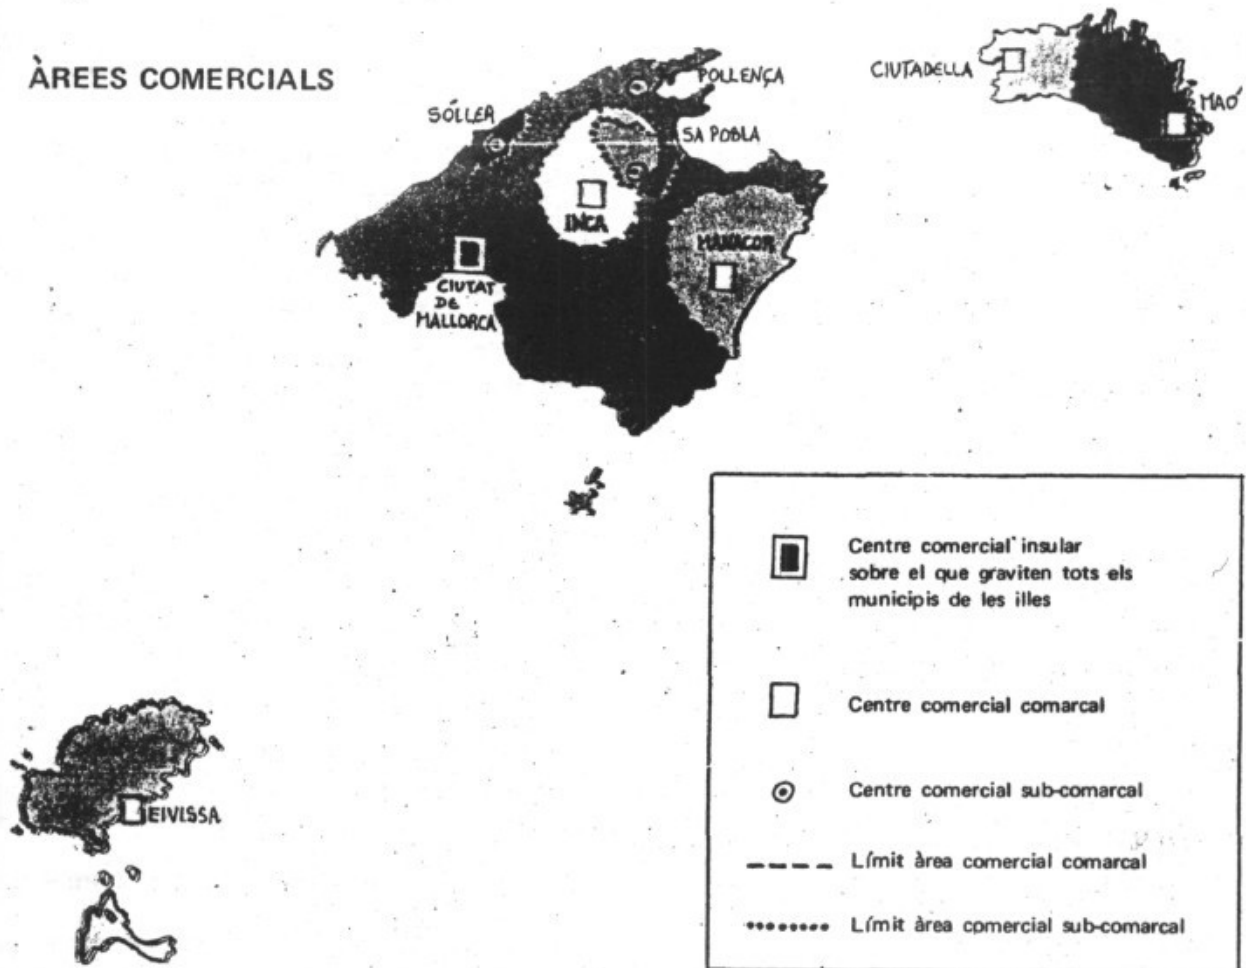 ÀREES COMERCIALS
POLLENÇA
CIUTADELLA
SÓLLER
MAÓ
SA POBLA
INCA
MANACOR
CIUTAT
DE
MALLORCA
Centre comercial insular
sobre el que graviten tots els
municipis de les illes
Centre comercial comarcal
Centre comercial sub-comarcal
Límit àrea comercial comarcal
Límit àrea comercial sub-comarcal
EIVISSA